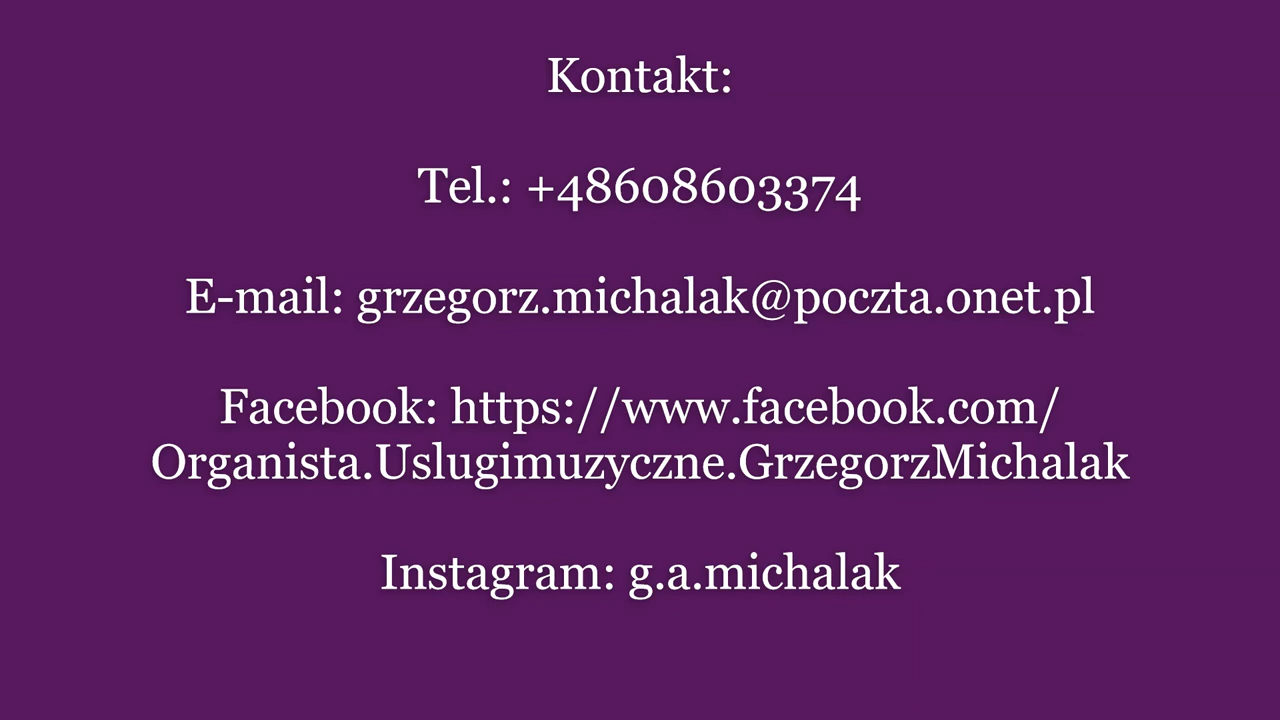 Kontakt:
Tel.: +48608603374
E-mail: grzegorz.michalak@poczta.onet.pl
Facebook: https://www.facebook.com/
Organista.Uslugimuzyczne.GrzegorzMichalak
Instagram: g.a.michalak